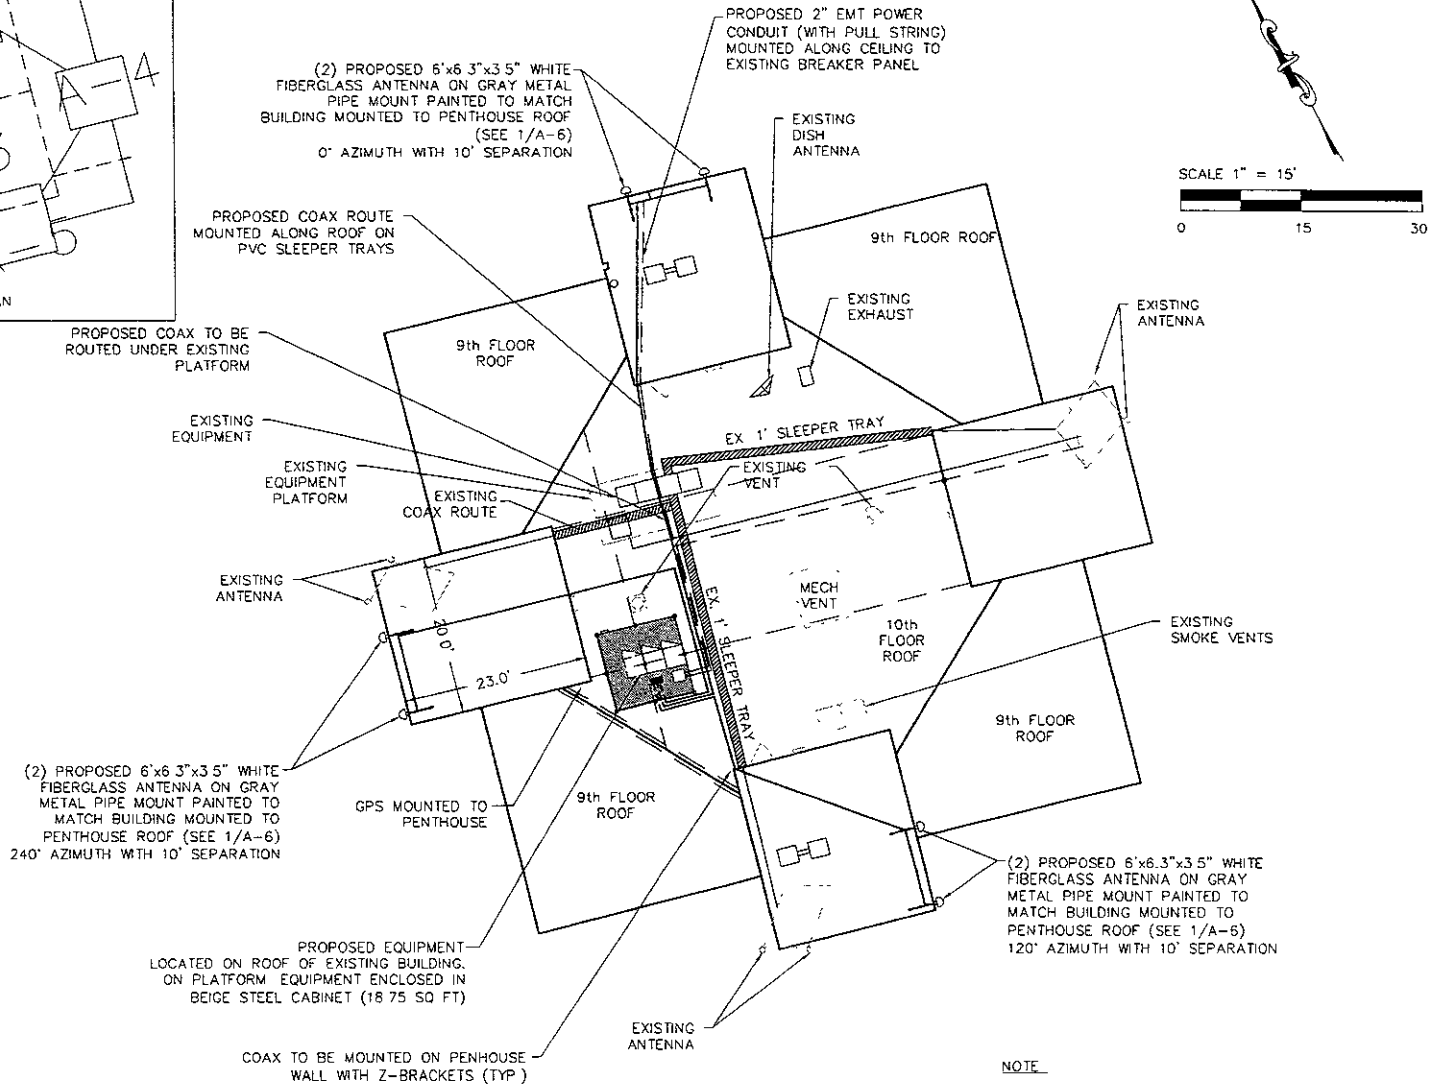 PROPOSED 2" EMT POWER
CONDUIT (WITH PULL STRING)
MOUNTED ALONG CEILING TO
EXISTING BREAKER PANEL
(2) PROPOSED 6'x6 3"x3 5" WHITE
FIBERGLASS ANTENNA ON GRAY METAL
PIPE MOUNT PAINTED TO MATCH
BUILDING MOUNTED TO PENTHOUSE ROOF
(SEE 1/A-6)
0° AZIMUTH WITH 10' SEPARATION
A 4
EXISTING
DISH
ANTENNA
SCALE 1" = 15'
0 15 30
PROPOSED COAX ROUTE
MOUNTED ALONG ROOF ON
PVC SLEEPER TRAYS
9th FLOOR ROOF
EXISTING
EXHAUST
EXISTING
ANTENNA
PROPOSED COAX TO BE
ROUTED UNDER EXISTING
PLATFORM
9th FLOOR
ROOF
EXISTING
EQUIPMENT
EX 1' SLEEPER TRAY
EXISTING
EQUIPMENT
PLATFORM
EXISTING
VENT
EXISTING
COAX ROUTE
EXISTING
ANTENNA
MECH
VENT
EX. 1' SLEEPER TRAY
10th
FLOOR
ROOF
EXISTING
SMOKE VENTS
20.0'
23.0'
9th FLOOR
ROOF
(2) PROPOSED 6'x6 3"x3 5" WHITE
FIBERGLASS ANTENNA ON GRAY
METAL PIPE MOUNT PAINTED TO
MATCH BUILDING MOUNTED TO
PENTHOUSE ROOF (SEE 1/A-6)
240° AZIMUTH WITH 10' SEPARATION
GPS MOUNTED TO
PENTHOUSE
9th FLOOR
ROOF
(2) PROPOSED 6'x6.3"x3 5" WHITE
FIBERGLASS ANTENNA ON GRAY
METAL PIPE MOUNT PAINTED TO
MATCH BUILDING MOUNTED TO
PENTHOUSE ROOF (SEE 1/A-6)
120° AZIMUTH WITH 10' SEPARATION
PROPOSED EQUIPMENT
LOCATED ON ROOF OF EXISTING BUILDING.
ON PLATFORM EQUIPMENT ENCLOSED IN
BEIGE STEEL CABINET (18 75 SQ FT)
EXISTING
ANTENNA
COAX TO BE MOUNTED ON PENHOUSE
WALL WITH Z-BRACKETS (TYP )
NOTE